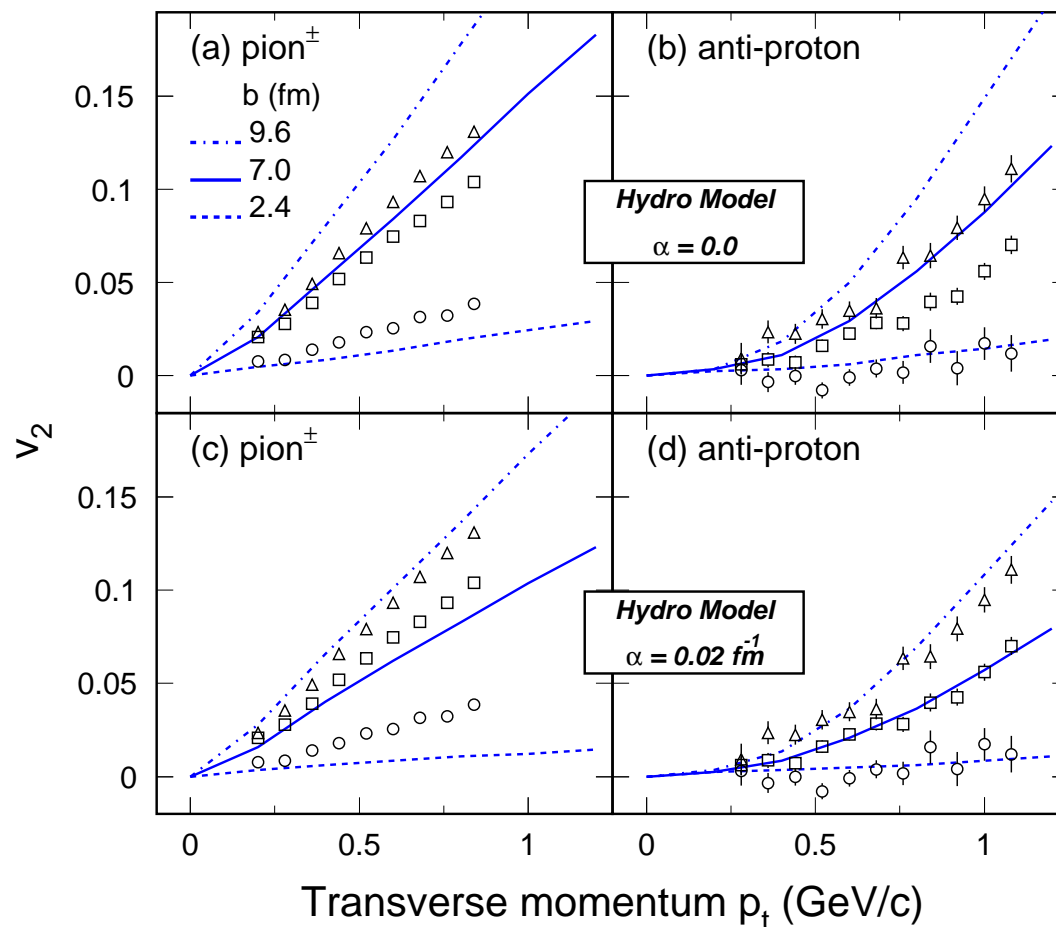 (a) pion±
b (fm)
9.6
7.0
2.4
(b) anti-proton
0.15
0.1
0.05
0
Hydro Model
α = 0.0
v₂
(c) pion±
(d) anti-proton
0.15
0.1
0.05
0
Hydro Model
α = 0.02 fm⁻¹
0 0.5 1 0 0.5 1
Transverse momentum pₜ (GeV/c)